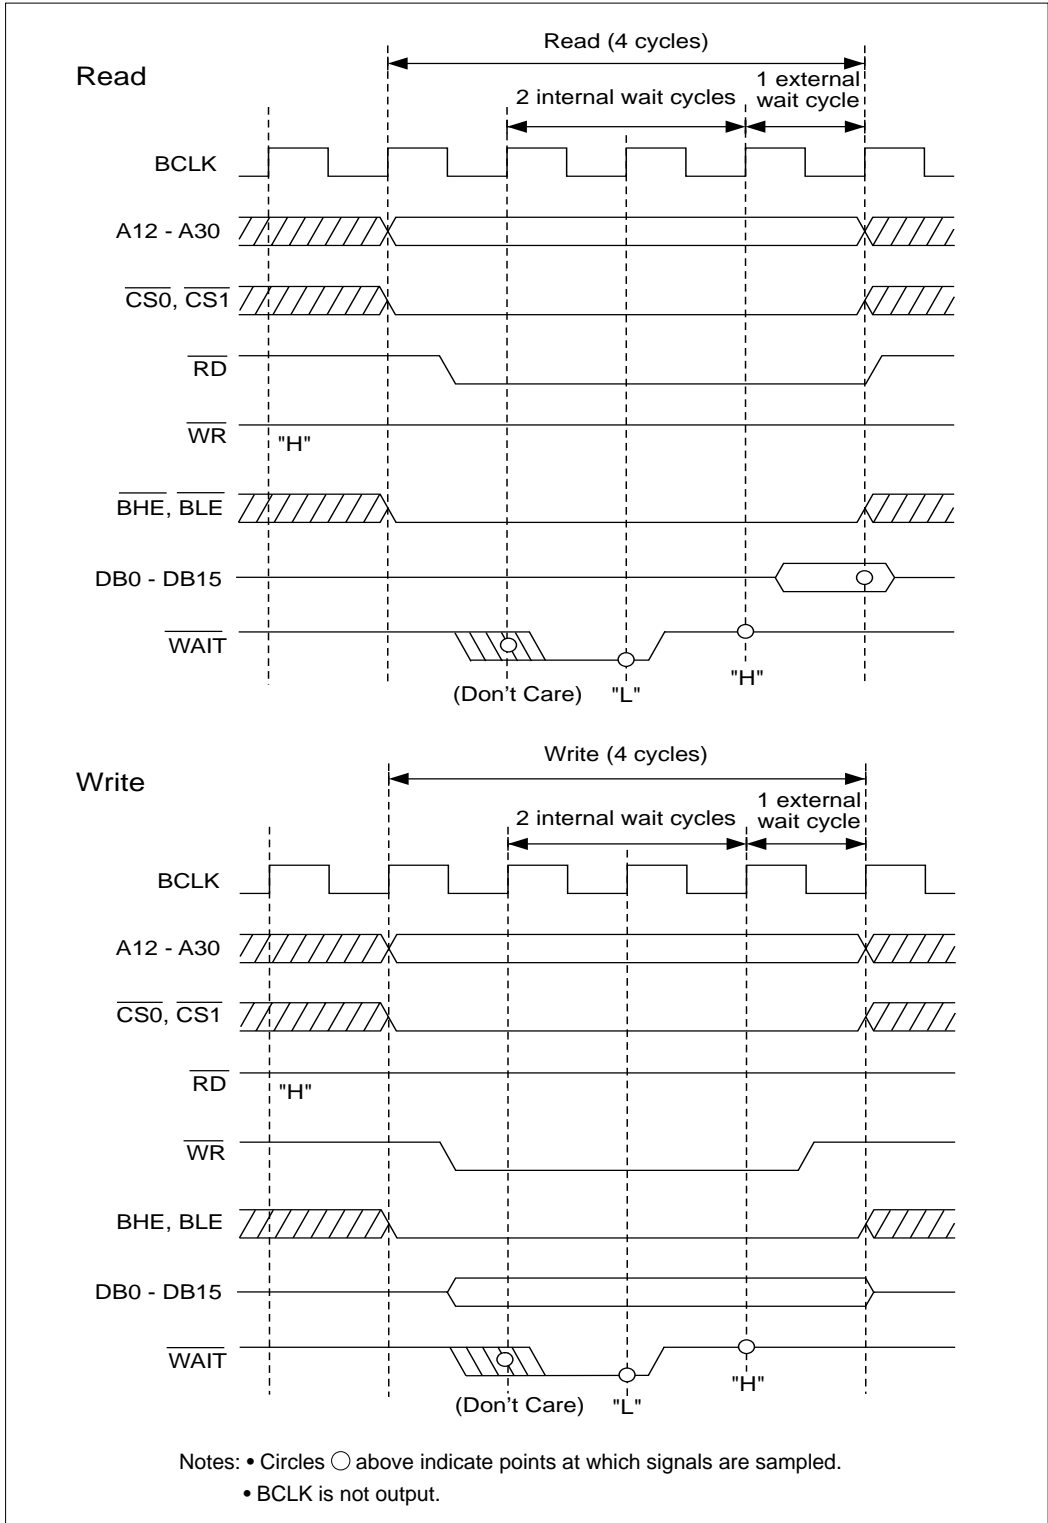 Read (4 cycles)
Read
1 external
2 internal wait cycles
wait cycle
BCLK
A12 - A30
CS0, CS1
RD
WR
"H"
BHE, BLE
DB0 - DB15
WAIT
(Don't Care)
"L"
"H"
Write (4 cycles)
Write
1 external
2 internal wait cycles
wait cycle
BCLK
A12 - A30
CS0, CS1
RD
"H"
WR
BHE, BLE
DB0 - DB15
WAIT
(Don't Care)
"L"
"H"
Notes: • Circles ○ above indicate points at which signals are sampled.
• BCLK is not output.